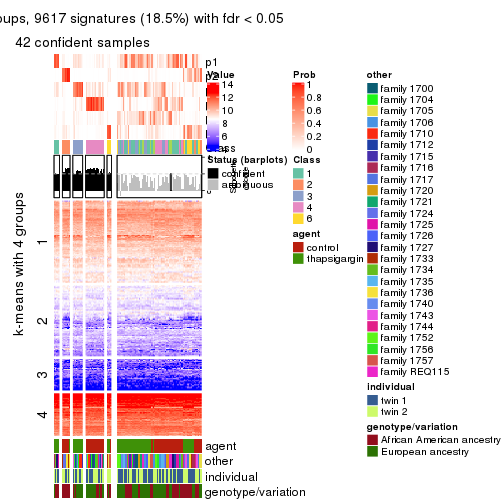 oups, 9617 signatures (18.5%) with fdr < 0.05
42 confident samples
p1
p2
Class
k-means with 4 groups
1
2
3
4
agent
other
individual
genotype/variation
Value
14
12
10
8
6
Status (barplots)
confident
ambiguous
Prob
1
0.8
0.6
0.4
0.2
0
Class
1
2
3
4
6
agent
control
thapsigargin
other
family 1700
family 1704
family 1705
family 1706
family 1710
family 1712
family 1715
family 1716
family 1717
family 1720
family 1721
family 1724
family 1725
family 1726
family 1727
family 1733
family 1734
family 1735
family 1736
family 1740
family 1743
family 1744
family 1752
family 1756
family 1757
family REQ115
individual
twin 1
twin 2
genotype/variation
African American ancestry
European ancestry